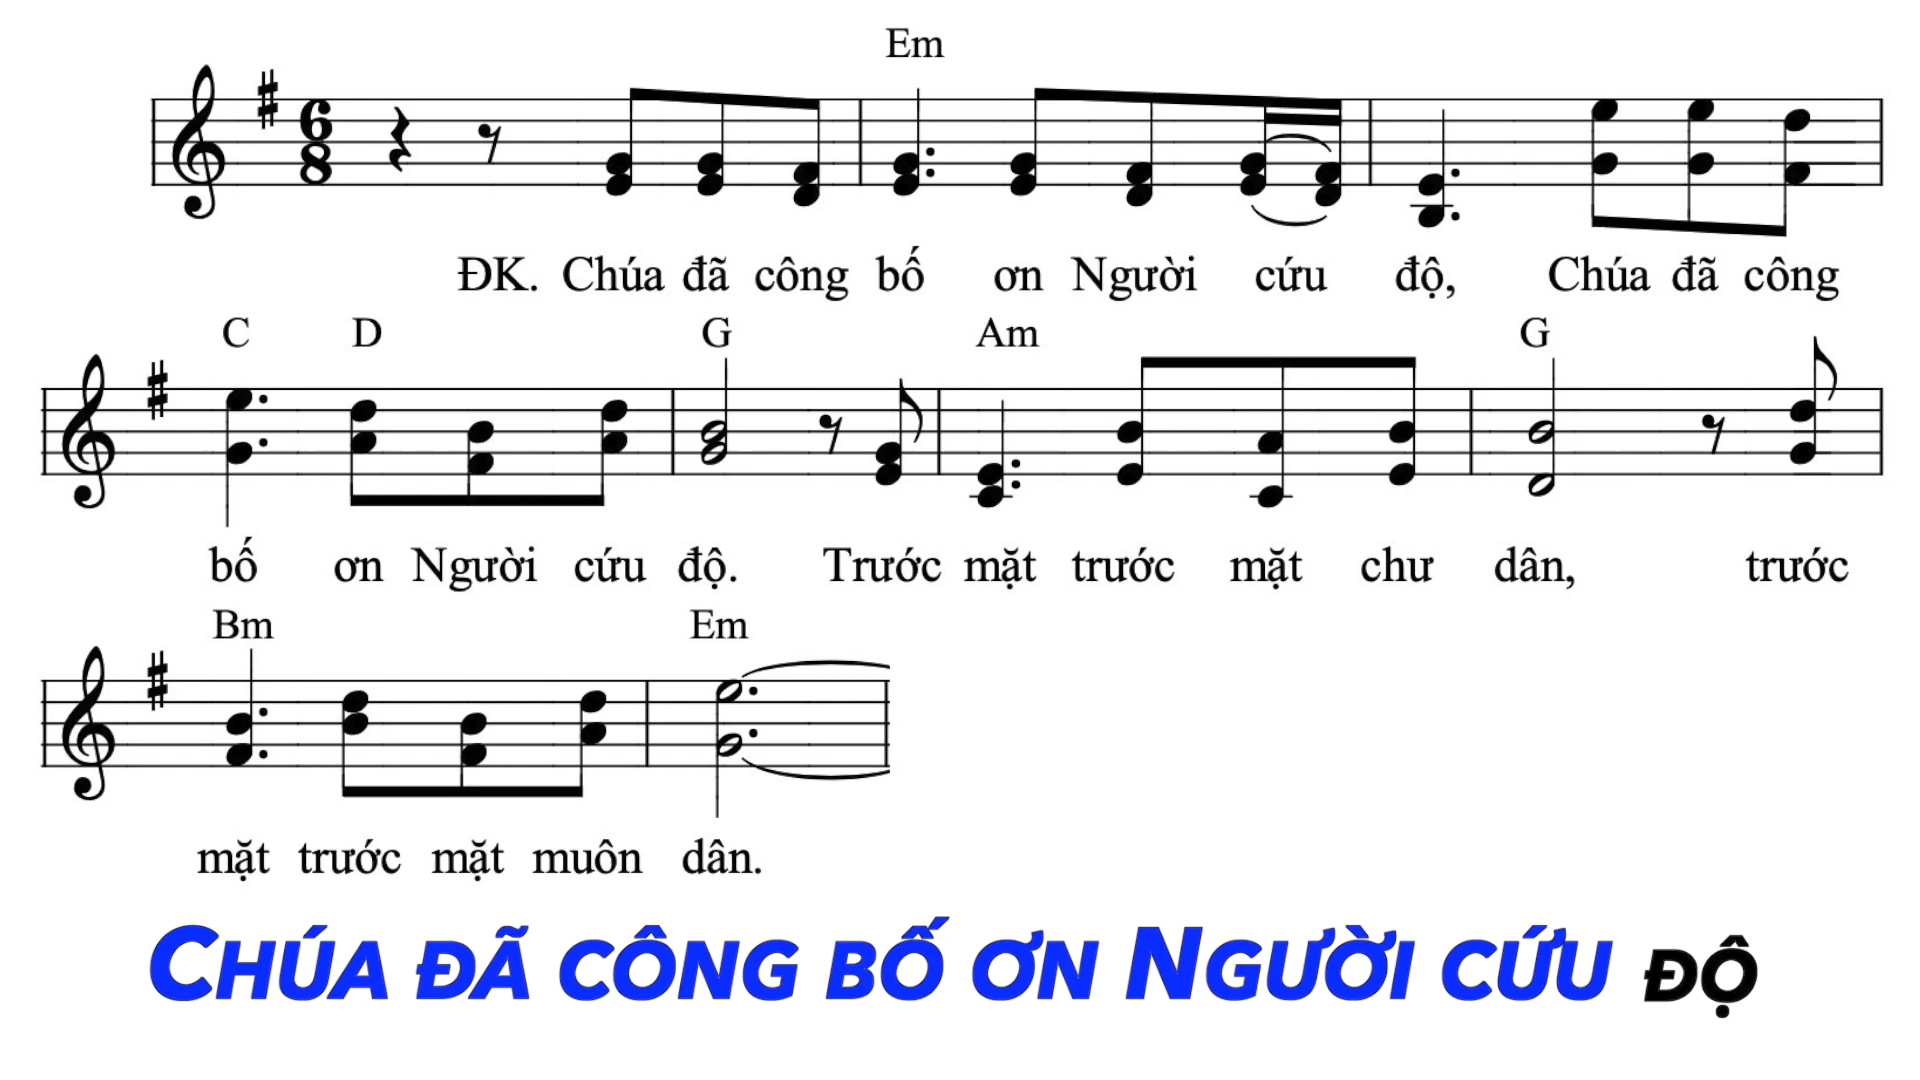 Em
6
8
ĐK. Chúa đã công bố ơn Người cứu độ, Chúa đã công
C D G Am G
bố ơn Người cứu độ. Trước mặt trước mặt chư dân, trước
Bm Em
mặt trước mặt muôn dân.
CHÚA ĐÃ CÔNG BỐ ƠN NGƯỜI CỨU ĐỘ